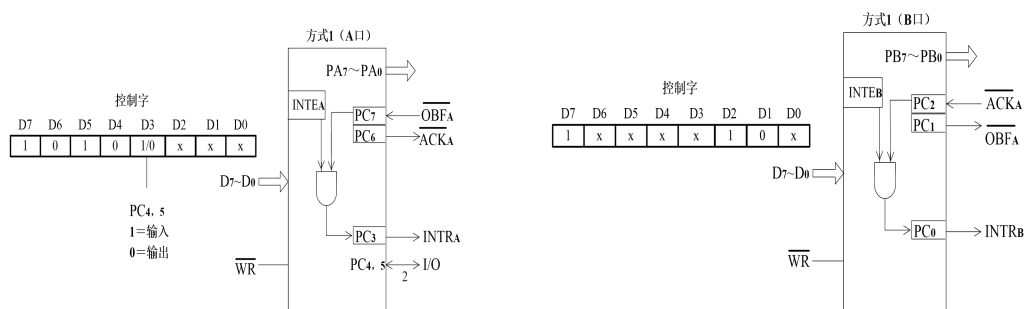 方式1（A口）
PA7～PA0
控制字
INTEA
D7 D6 D5 D4 D3 D2 D1 D0
PC7
OBFA
1 0 1 0 1/0 x x x
PC6
ACKA
D7~D0
PC4，5
1＝输入
0＝输出
PC3
INTRA
WR
PC4，5
I/O
2
方式1（B口）
PB7～PB0
控制字
INTEB
D7 D6 D5 D4 D3 D2 D1 D0
PC2
ACKA
1 x x x x 1 0 x
PC1
OBFA
D7~D0
PC0
INTRB
WR